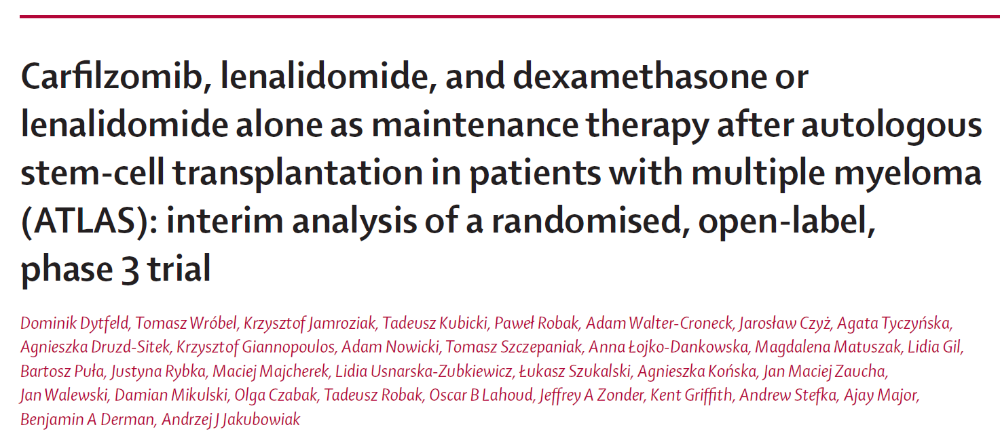 Carfilzomib, lenalidomide, and dexamethasone or
lenalidomide alone as maintenance therapy after autologous
stem-cell transplantation in patients with multiple myeloma
(ATLAS): interim analysis of a randomised, open-label,
phase 3 trial
Dominik Dytfeld, Tomasz Wróbel, Krzysztof Jamroziak, Tadeusz Kubicki, Paweł Robak, Adam Walter-Croneck, Jarosław Czyż, Agata Tyczyńska,
Agnieszka Druzd-Sitek, Krzysztof Giannopoulos, Adam Nowicki, Tomasz Szczepaniak, Anna Łojko-Dankowska, Magdalena Matuszak, Lidia Gil,
Bartosz Puła, Justyna Rybka, Maciej Majcherek, Lidia Usnarska-Zubkiewicz, Łukasz Szukalski, Agnieszka Końska, Jan Maciej Zaucha,
Jan Walewski, Damian Mikulski, Olga Czabak, Tadeusz Robak, Oscar B Lahoud, Jeffrey A Zonder, Kent Griffith, Andrew Stefka, Ajay Major,
Benjamin A Derman, Andrzej J Jakubowiak